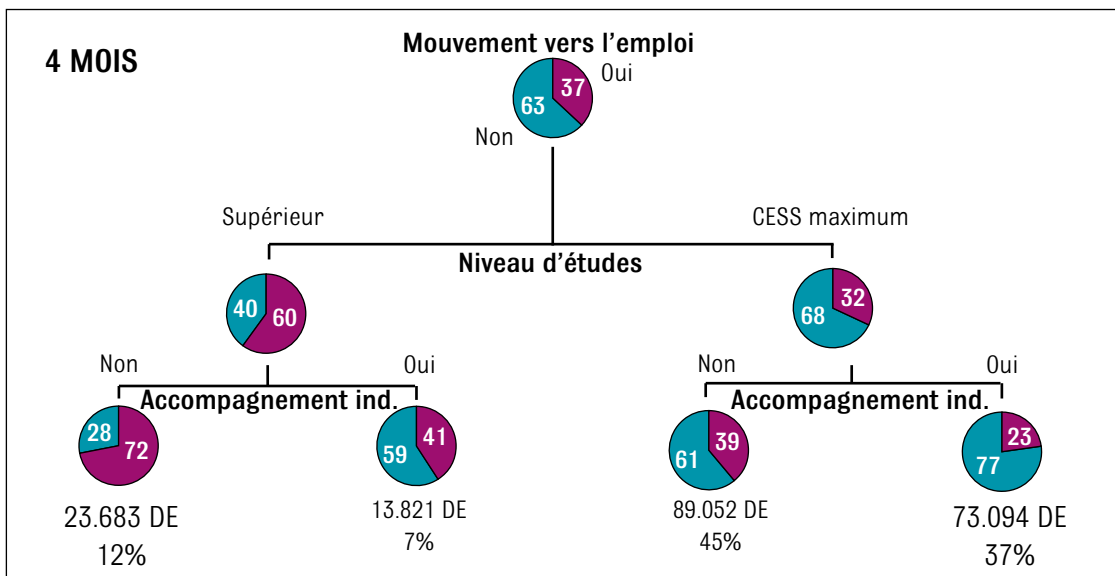 4 MOIS
Mouvement vers l'emploi
Oui
37
63
Non
Supérieur
CESS maximum
Niveau d'études
40
60
32
68
Non
Oui
Non
Oui
Accompagnement ind.
Accompagnement ind.
28
72
41
59
39
61
23
77
23.683 DE
12%
13.821 DE
7%
89.052 DE
45%
73.094 DE
37%